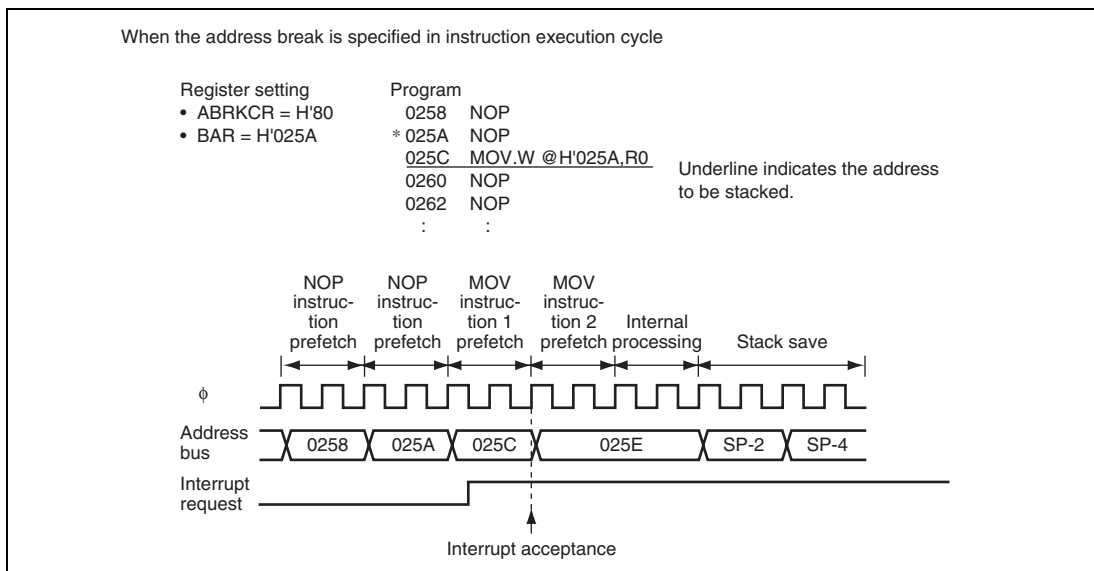 When the address break is specified in instruction execution cycle
Register setting
• ABRKCR = H'80
• BAR = H'025A
Program
0258 NOP
* 025A NOP
025C MOV.W @H'025A,R0
0260 NOP
0262 NOP
: :
Underline indicates the address
to be stacked.
NOP
instruc-
tion
prefetch
NOP
instruc-
tion
prefetch
MOV
instruc-
tion 1
prefetch
MOV
instruc-
tion 2
prefetch
Internal
processing
Stack save
ϕ
Address
bus
0258 025A 025C 025E SP-2 SP-4
Interrupt
request
Interrupt acceptance